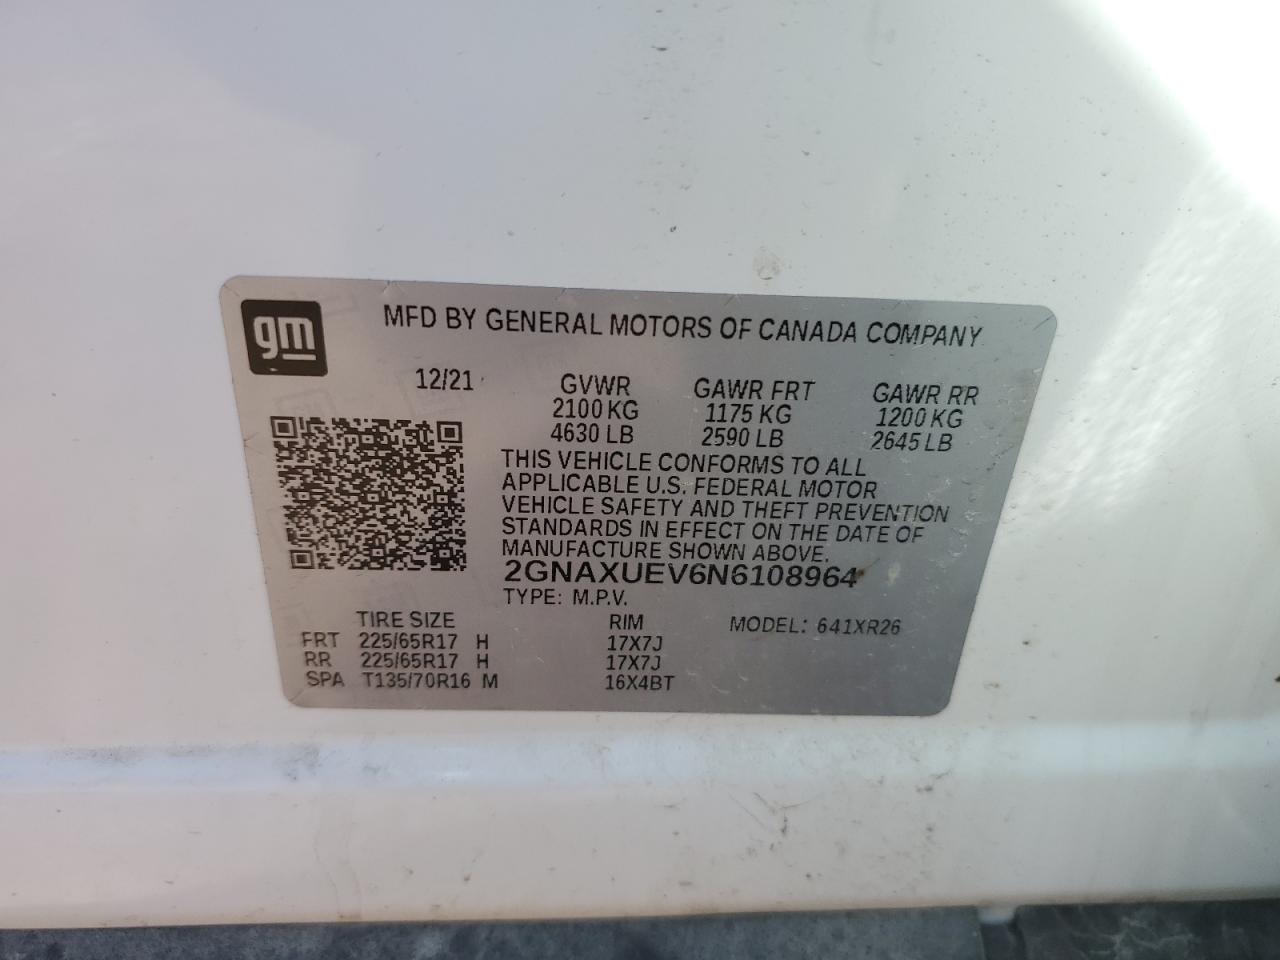 gm
MFD BY GENERAL MOTORS OF CANADA COMPANY
12/21 GVWR GAWR FRT GAWR RR
2100 KG 1175 KG 1200 KG
4630 LB 2590 LB 2645 LB
THIS VEHICLE CONFORMS TO ALL
APPLICABLE U.S. FEDERAL MOTOR
VEHICLE SAFETY AND THEFT PREVENTION
STANDARDS IN EFFECT ON THE DATE OF
MANUFACTURE SHOWN ABOVE.
2GNAXUEV6N6108964
TYPE: M.P.V.
TIRE SIZE RIM MODEL: 641XR26
FRT 225/65R17 H 17X7J
RR 225/65R17 H 17X7J
SPA T135/70R16 M 16X4BT